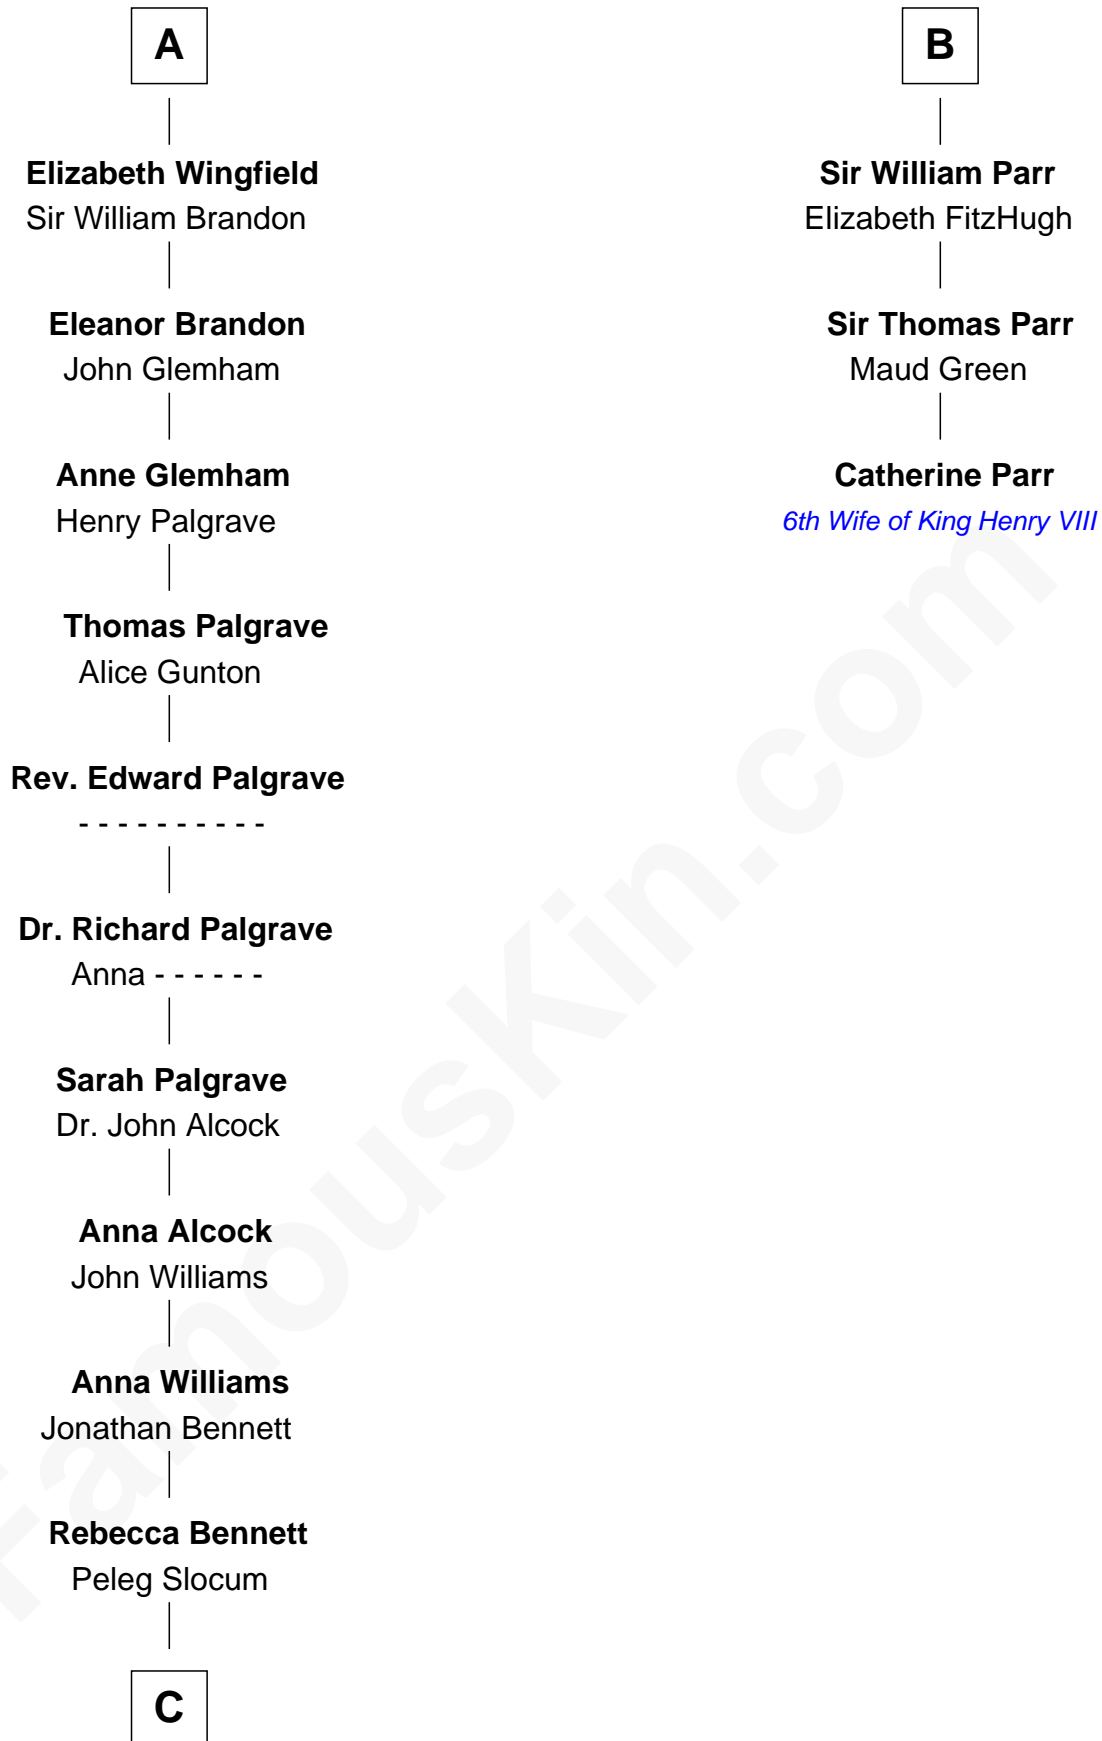 A
Elizabeth Wingfield
Sir William Brandon
Eleanor Brandon
John Glemham
Anne Glemham
Henry Palgrave
Thomas Palgrave
Alice Gunton
Rev. Edward Palgrave
- - - - - - - - - -
Dr. Richard Palgrave
Anna - - - - - -
Sarah Palgrave
Dr. John Alcock
Anna Alcock
John Williams
Anna Williams
Jonathan Bennett
Rebecca Bennett
Peleg Slocum
C
B
Sir William Parr
Elizabeth FitzHugh
Sir Thomas Parr
Maud Green
Catherine Parr
6th Wife of King Henry VIII
FamousKin.com